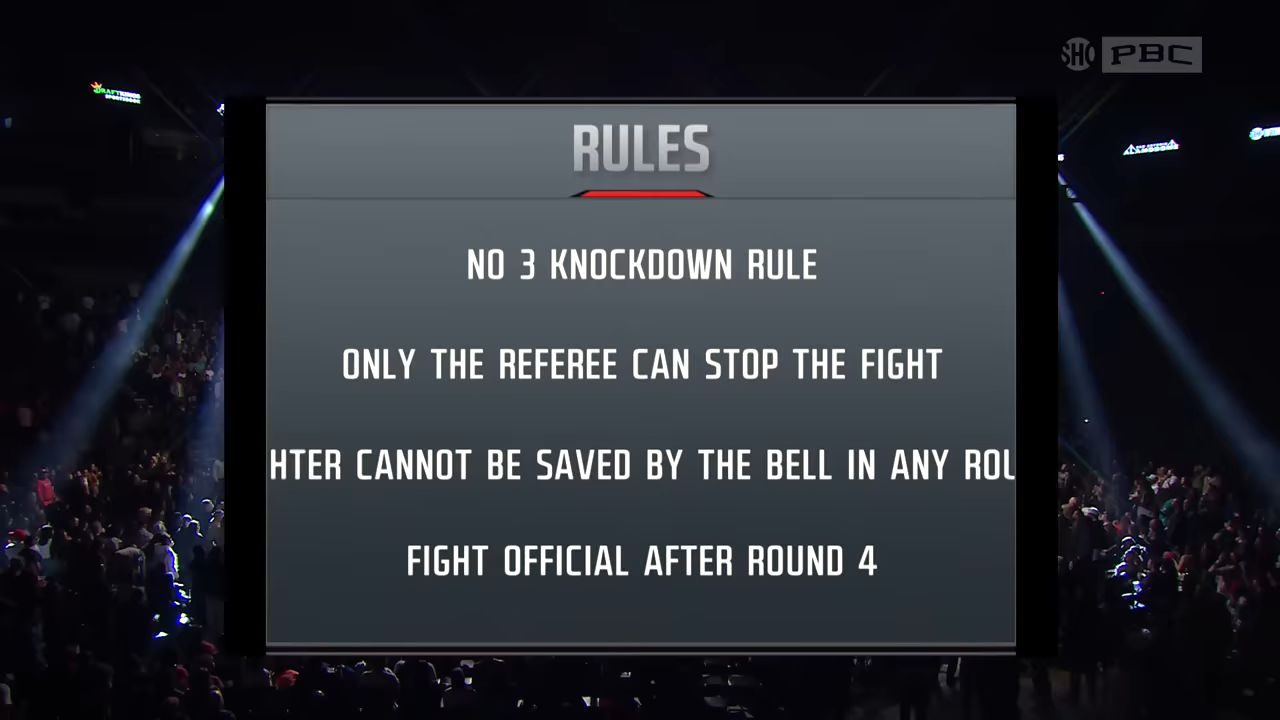 SHO PBC
RULES
NO 3 KNOCKDOWN RULE
ONLY THE REFEREE CAN STOP THE FIGHT
HTER CANNOT BE SAVED BY THE BELL IN ANY ROU
FIGHT OFFICIAL AFTER ROUND 4
ALAMODOME